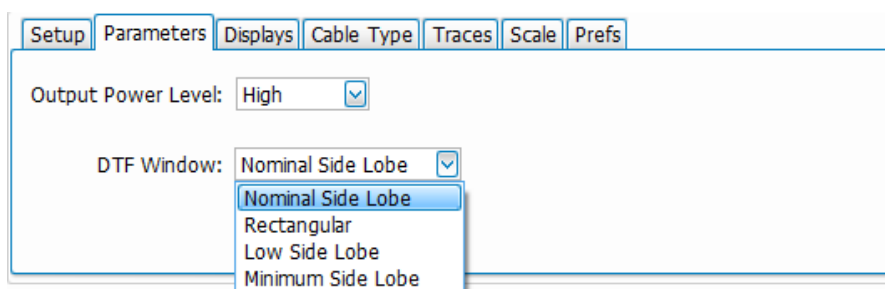 Setup Parameters Displays Cable Type Traces Scale Prefs
Output Power Level: High
DTF Window: Nominal Side Lobe
Nominal Side Lobe
Rectangular
Low Side Lobe
Minimum Side Lobe